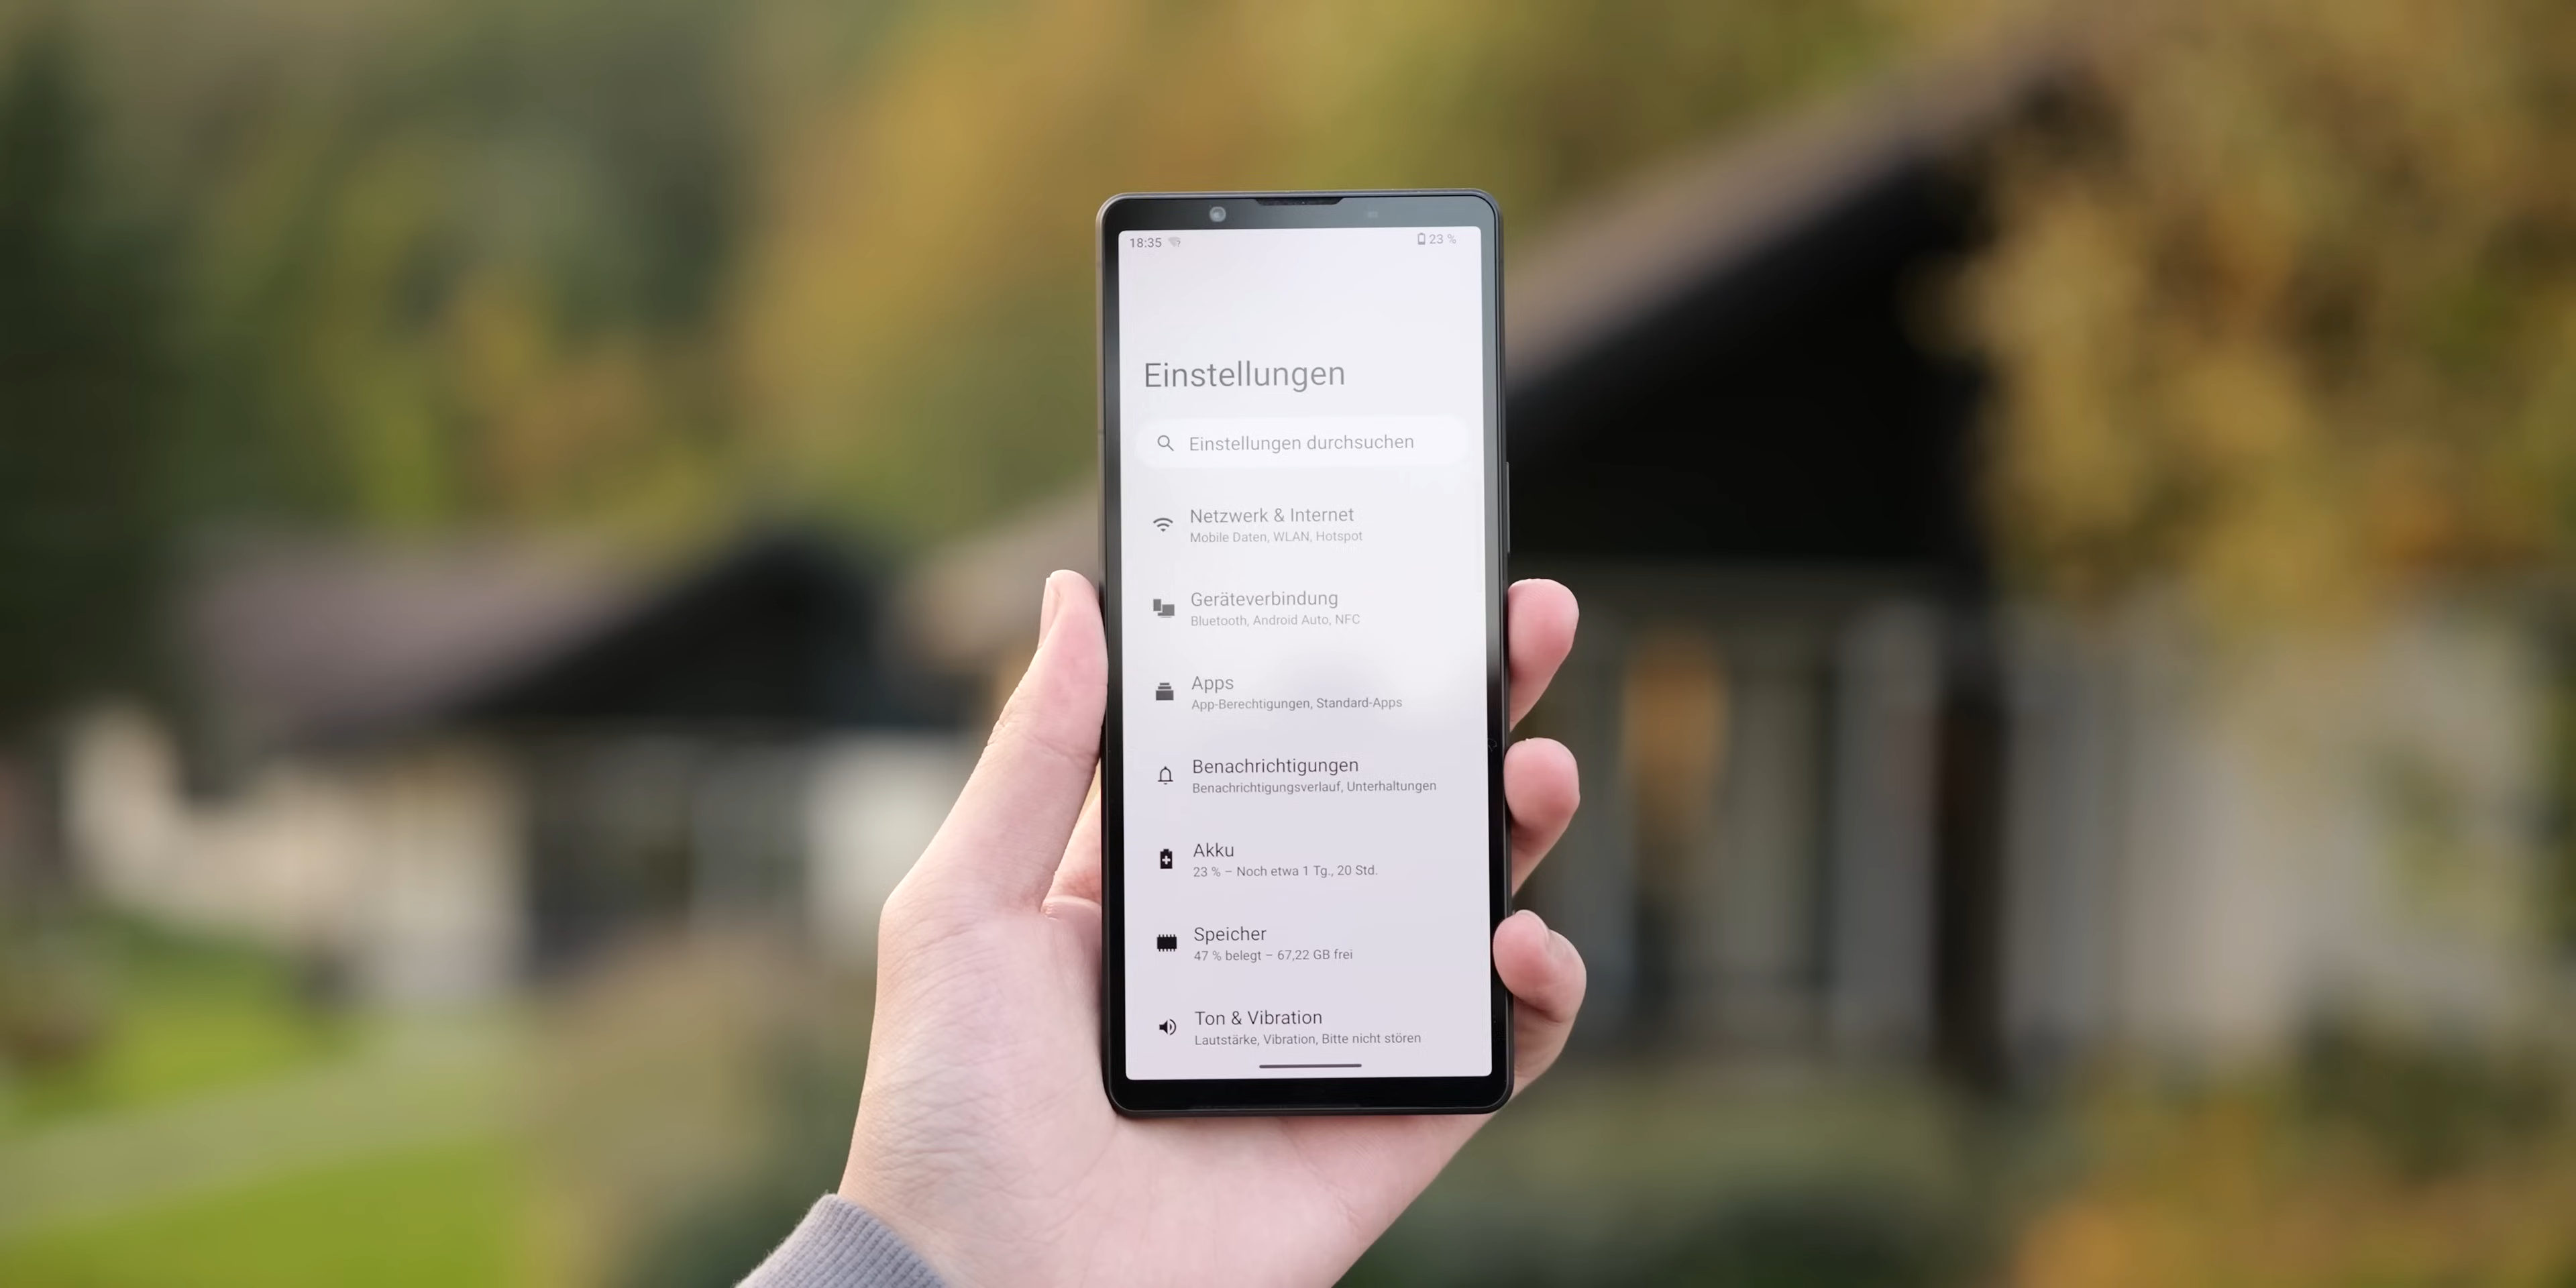 18:35
23 %
Einstellungen
Einstellungen durchsuchen
Netzwerk & Internet
Mobile Daten, WLAN, Hotspot
Geräteverbindung
Bluetooth, Android Auto, NFC
Apps
App-Berechtigungen, Standard-Apps
Benachrichtigungen
Benachrichtigungsverlauf, Unterhaltungen
Akku
23 % – Noch etwa 1 Tg., 20 Std.
Speicher
47 % belegt – 67,22 GB frei
Ton & Vibration
Lautstärke, Vibration, Bitte nicht stören